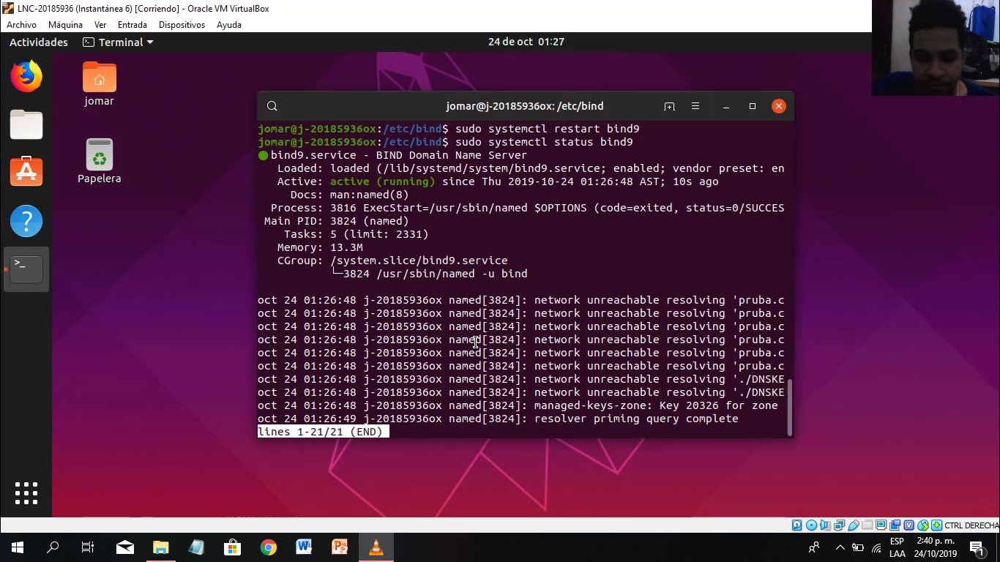 LNC-20185936 (Instantánea 6) [Corriendo] - Oracle VM VirtualBox
Archivo Máquina Ver Entrada Dispositivos Ayuda
Actividades Terminal 24 de oct 01:27
jomar
Papelera
jomar@j-20185936ox: /etc/bind
jomar@j-20185936ox:/etc/bind$ sudo systemctl restart bind9
jomar@j-20185936ox:/etc/bind$ sudo systemctl status bind9
bind9.service - BIND Domain Name Server
Loaded: loaded (/lib/systemd/system/bind9.service; enabled; vendor preset: en
Active: active (running) since Thu 2019-10-24 01:26:48 AST; 10s ago
Docs: man:named(8)
Process: 3816 ExecStart=/usr/sbin/named $OPTIONS (code=exited, status=0/SUCCES
Main PID: 3824 (named)
Tasks: 5 (limit: 2331)
Memory: 13.3M
CGroup: /system.slice/bind9.service
└─3824 /usr/sbin/named -u bind
oct 24 01:26:48 j-20185936ox named[3824]: network unreachable resolving 'pruba.c
oct 24 01:26:48 j-20185936ox named[3824]: network unreachable resolving 'pruba.c
oct 24 01:26:48 j-20185936ox named[3824]: network unreachable resolving 'pruba.c
oct 24 01:26:48 j-20185936ox named[3824]: network unreachable resolving 'pruba.c
oct 24 01:26:48 j-20185936ox named[3824]: network unreachable resolving 'pruba.c
oct 24 01:26:48 j-20185936ox named[3824]: network unreachable resolving 'pruba.c
oct 24 01:26:48 j-20185936ox named[3824]: network unreachable resolving './DNSKE
oct 24 01:26:48 j-20185936ox named[3824]: network unreachable resolving './DNSKE
oct 24 01:26:48 j-20185936ox named[3824]: managed-keys-zone: Key 20326 for zone
oct 24 01:26:49 j-20185936ox named[3824]: resolver priming query complete
lines 1-21/21 (END)
CTRL DERECHA
ESP 2:40 p. m.
LAA 24/10/2019 1